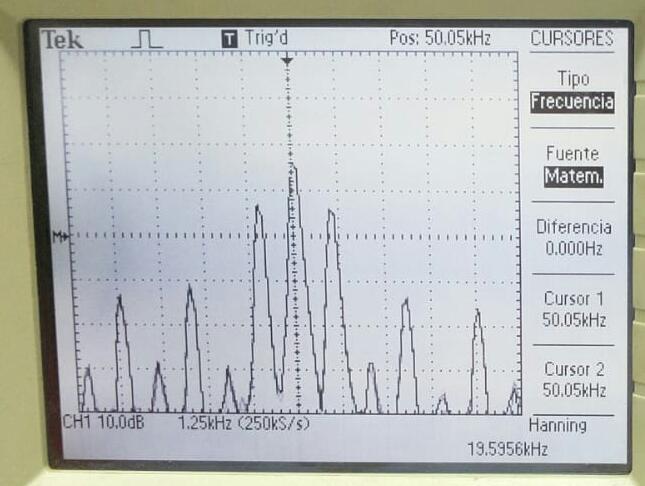 Tek T Trig'd Pos: 50.05kHz CURSORES
Tipo
Frecuencia
Fuente
Matem.
M
Diferencia
0.000Hz
Cursor 1
50.05kHz
Cursor 2
50.05kHz
CH1 10.0dB 1.25kHz (250kS/s) Hanning
19.5956kHz